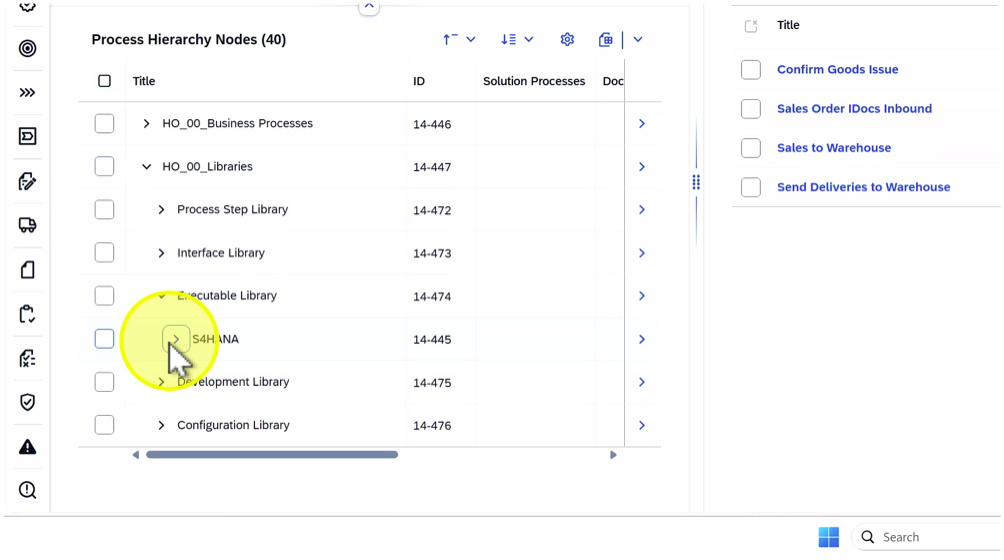 Process Hierarchy Nodes (40)
Title ID Solution Processes Doc
HO_00_Business Processes 14-446
HO_00_Libraries 14-447
Process Step Library 14-472
Interface Library 14-473
Executable Library 14-474
S4HANA 14-445
Development Library 14-475
Configuration Library 14-476
Title
Confirm Goods Issue
Sales Order IDocs Inbound
Sales to Warehouse
Send Deliveries to Warehouse
Search